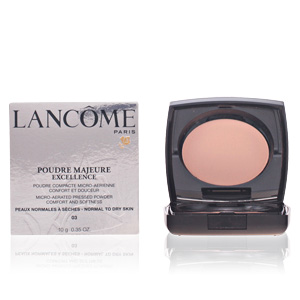 LANCÔME
PARIS
POUDRE MAJEURE
EXCELLENCE
POUDRE COMPACTE MICRO-AÉRIENNE
CONFORT ET DOUCEUR
MICRO-AERATED PRESSED POWDER
COMFORT AND SOFTNESS
PEAUX NORMALES À SÈCHES - NORMAL TO DRY SKIN
03
10 g 0.35 OZ